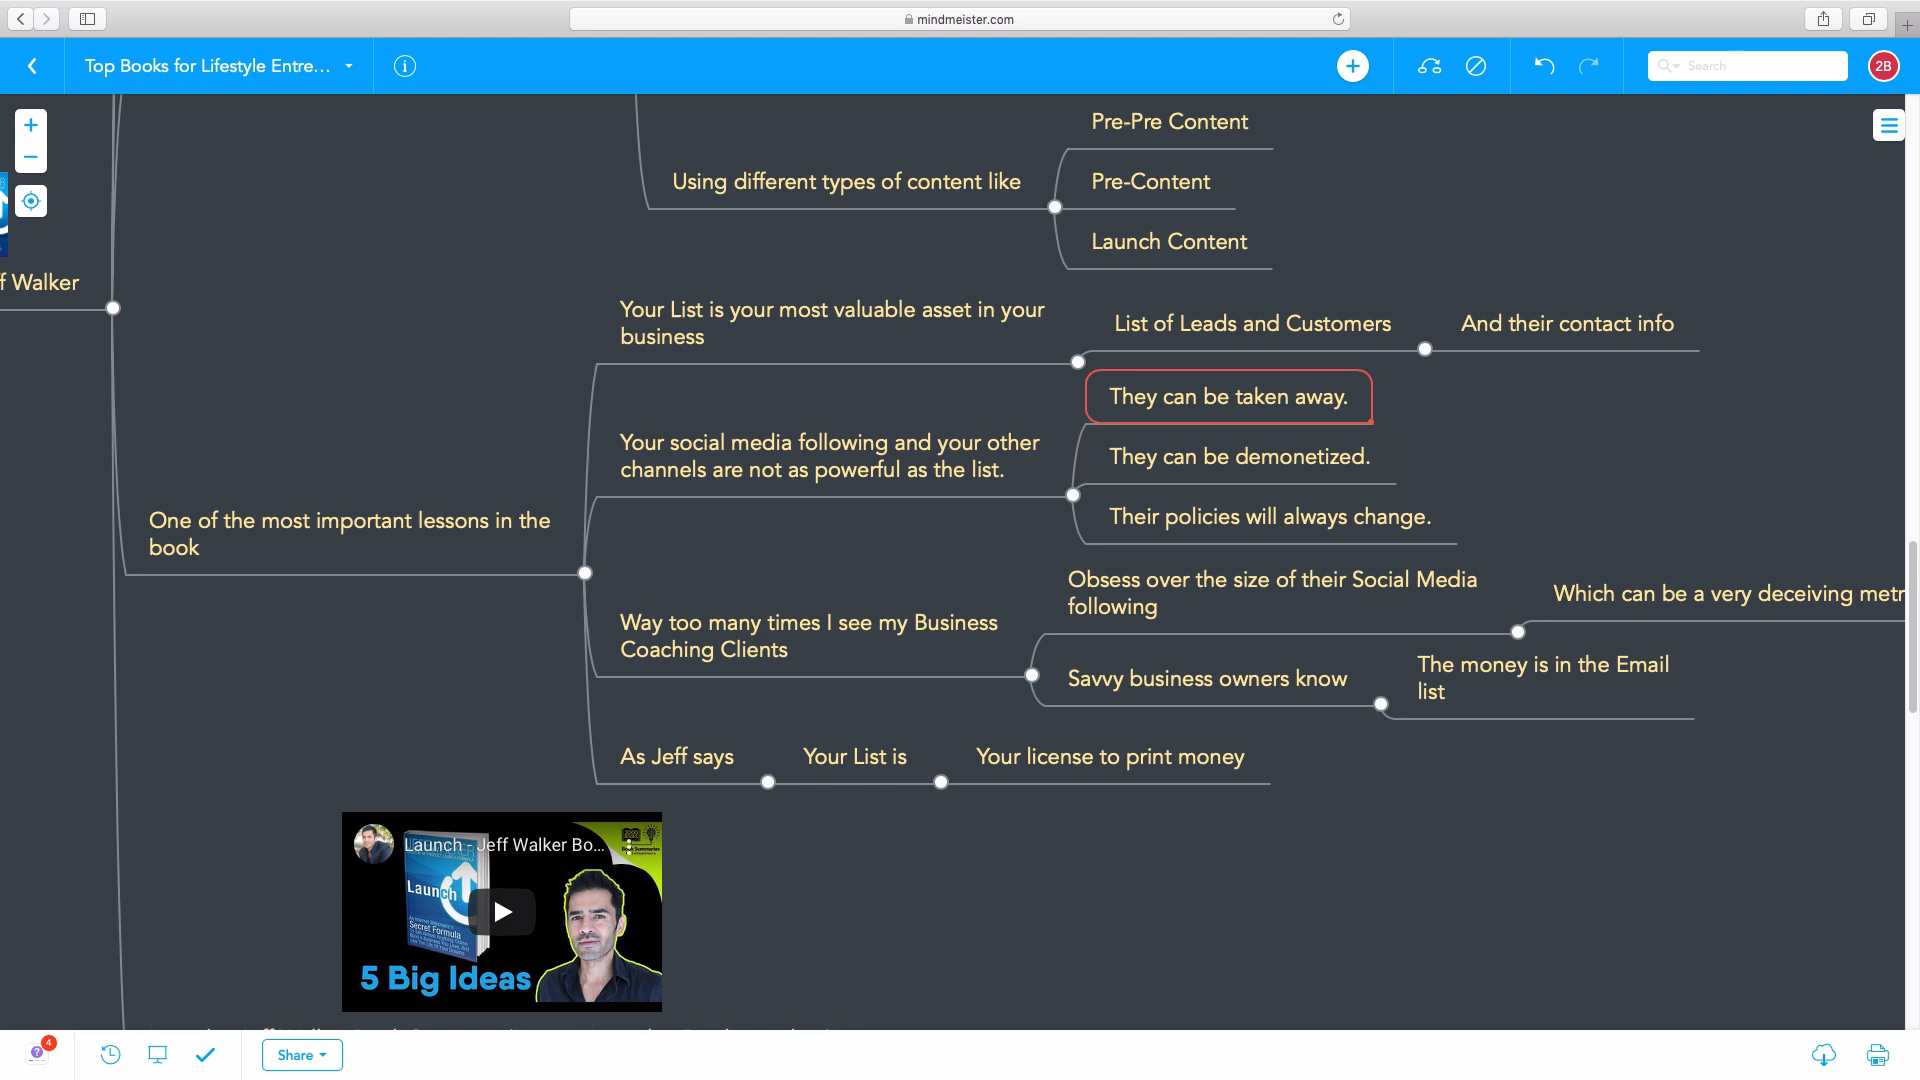 mindmeister.com
Top Books for Lifestyle Entre...
Search
2B
Pre-Pre Content
Using different types of content like
Pre-Content
Launch Content
f Walker
Your List is your most valuable asset in your
business
List of Leads and Customers
And their contact info
They can be taken away.
Your social media following and your other
channels are not as powerful as the list.
They can be demonetized.
Their policies will always change.
One of the most important lessons in the
book
Obsess over the size of their Social Media
following
Which can be a very deceiving metr
Way too many times I see my Business
Coaching Clients
Savvy business owners know
The money is in the Email
list
As Jeff says
Your List is
Your license to print money
Launch - Jeff Walker Bo...
Book Summaries
Launch
Secret Formula
5 Big Ideas
4
Share